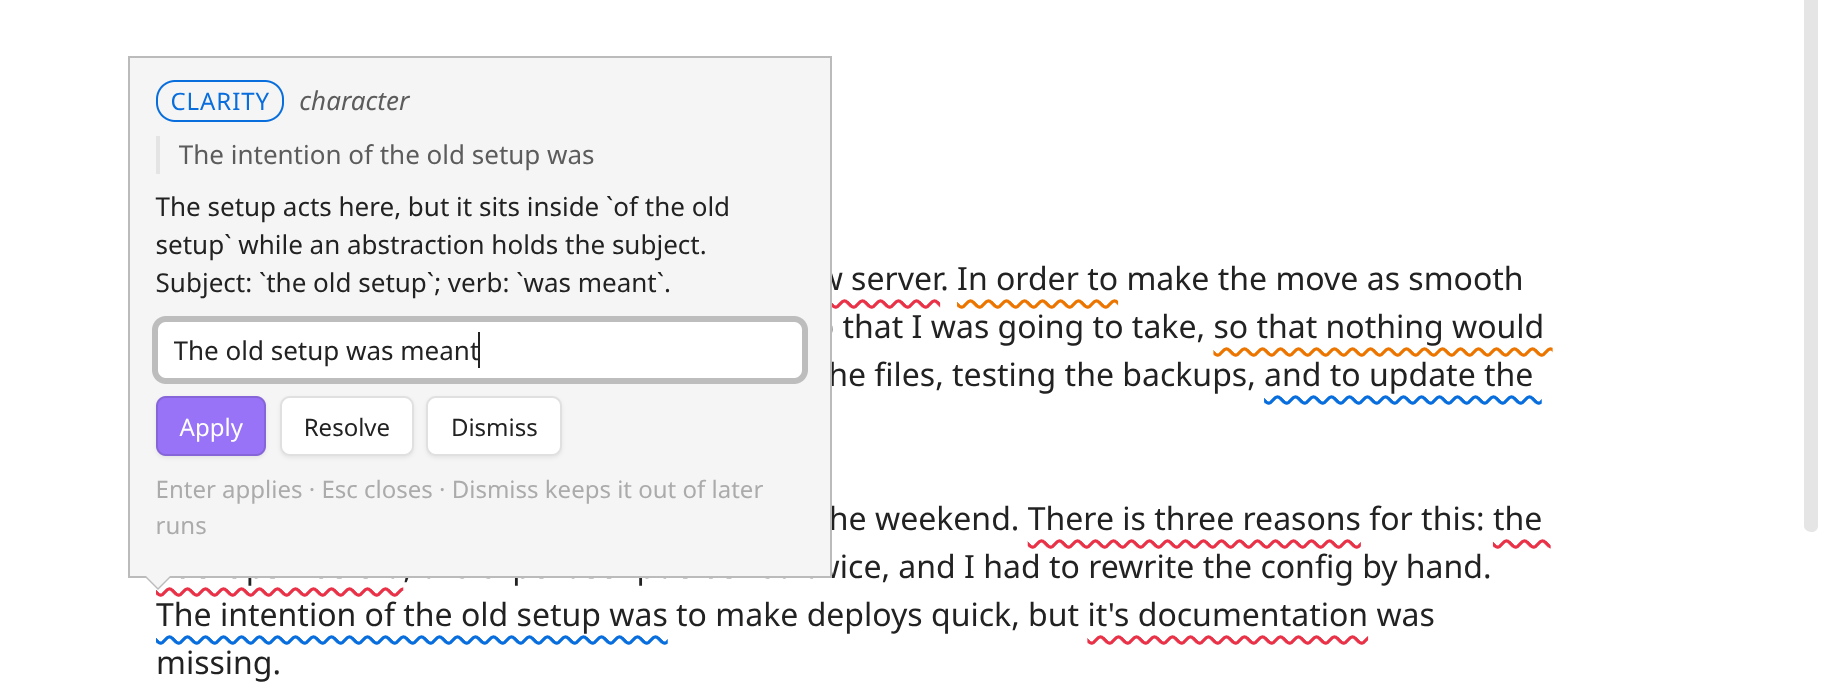 CLARITY character
The intention of the old setup was
The setup acts here, but it sits inside `of the old
setup` while an abstraction holds the subject.
Subject: `the old setup`; verb: `was meant`.
The old setup was meant
Apply Resolve Dismiss
Enter applies · Esc closes · Dismiss keeps it out of later
runs
server. In order to make the move as smooth
that I was going to take, so that nothing would
files, testing the backups, and to update the
weekend. There is three reasons for this: the
and I had to rewrite the config by hand.
The intention of the old setup was to make deploys quick, but it's documentation was
missing.